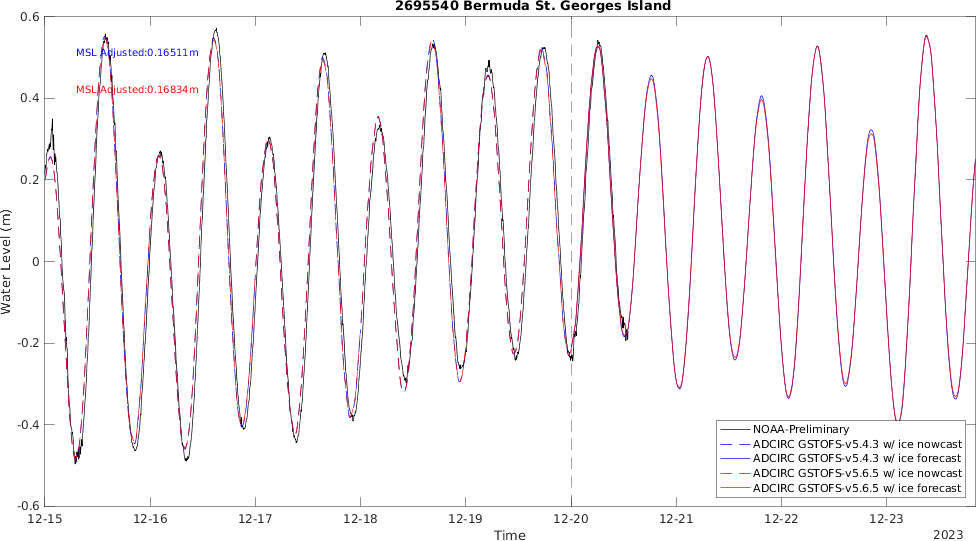 2695540 Bermuda St. Georges Island
0.6
MSL Adjusted:0.16511m
0.4
MSL Adjusted:0.16834m
0.2
0
-0.2
-0.4
-0.6
Water Level (m)
NOAA-Preliminary
ADCIRC GSTOFS-v5.4.3 w/ ice nowcast
ADCIRC GSTOFS-v5.4.3 w/ ice forecast
ADCIRC GSTOFS-v5.6.5 w/ ice nowcast
ADCIRC GSTOFS-v5.6.5 w/ ice forecast
12-15 12-16 12-17 12-18 12-19 12-20 12-21 12-22 12-23
Time
2023